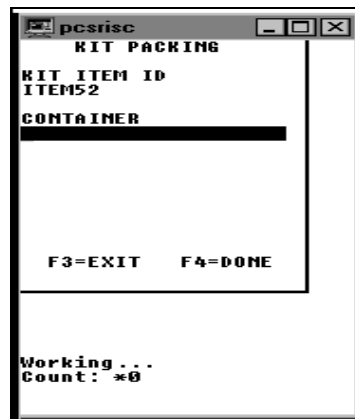 pcsrisc
KIT PACKING
KIT ITEM ID
ITEM52
CONTAINER
F3=EXIT F4=DONE
Working...
Count: *0